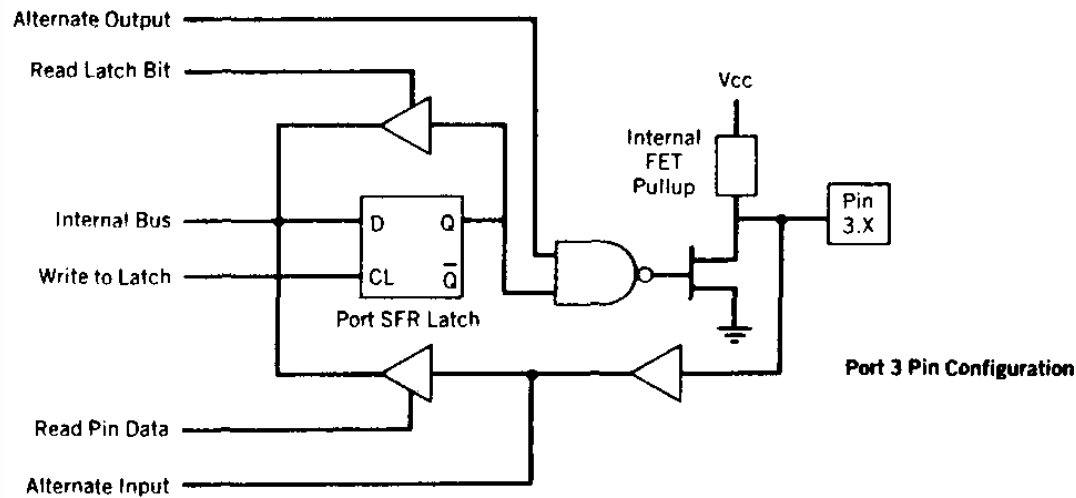 Alternate Output
Read Latch Bit
Vcc
Internal
FET
Pullup
Internal Bus
D
Q
Pin
3.X
Write to Latch
CL
Q̅
Port SFR Latch
Port 3 Pin Configuration
Read Pin Data
Alternate Input